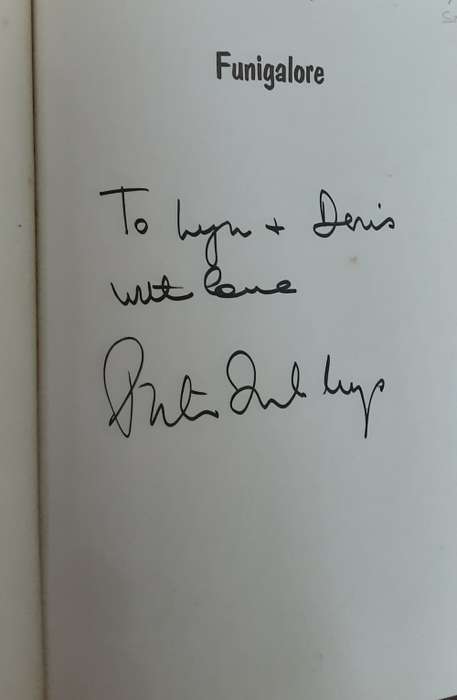 Funigalore
To Lyn + Denis
with love